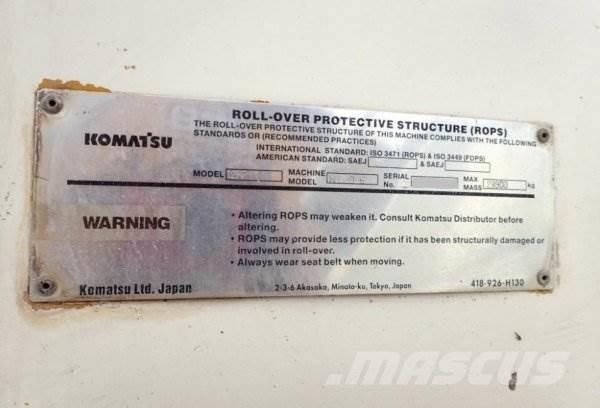 ROLL-OVER PROTECTIVE STRUCTURE (ROPS)
THE ROLL-OVER PROTECTIVE STRUCTURE OF THIS MACHINE COMPLIES WITH THE FOLLOWING
STANDARDS OR (RECOMMENDED PRACTICES)
KOMATSU
INTERNATIONAL STANDARD: ISO 3471 (ROPS) & ISO 3449 (FOPS)
AMERICAN STANDARD: SAEJ & SAEJ
MODEL MACHINE MODEL SERIAL No. MAX MASS kg
WARNING
• Altering ROPS may weaken it. Consult Komatsu Distributor before
altering.
• ROPS may provide less protection if it has been structurally damaged or
involved in roll-over.
• Always wear seat belt when moving.
Komatsu Ltd. Japan 2-3-6 Akasaka, Minato-ku, Tokyo, Japan 418-926-H130
MASCUS